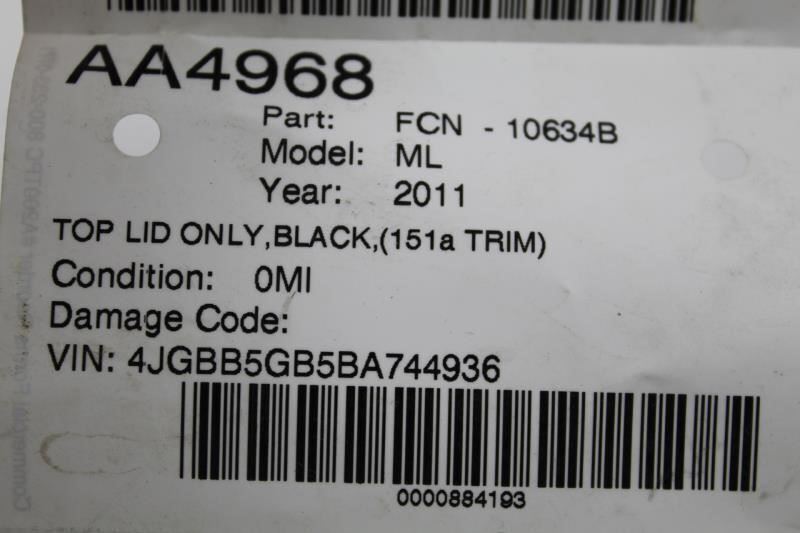 AA4968
Part: FCN - 10634B
Model: ML
Year: 2011
TOP LID ONLY,BLACK,(151a TRIM)
Condition: 0MI
Damage Code:
VIN: 4JGBB5GB5BA744936
0000884193